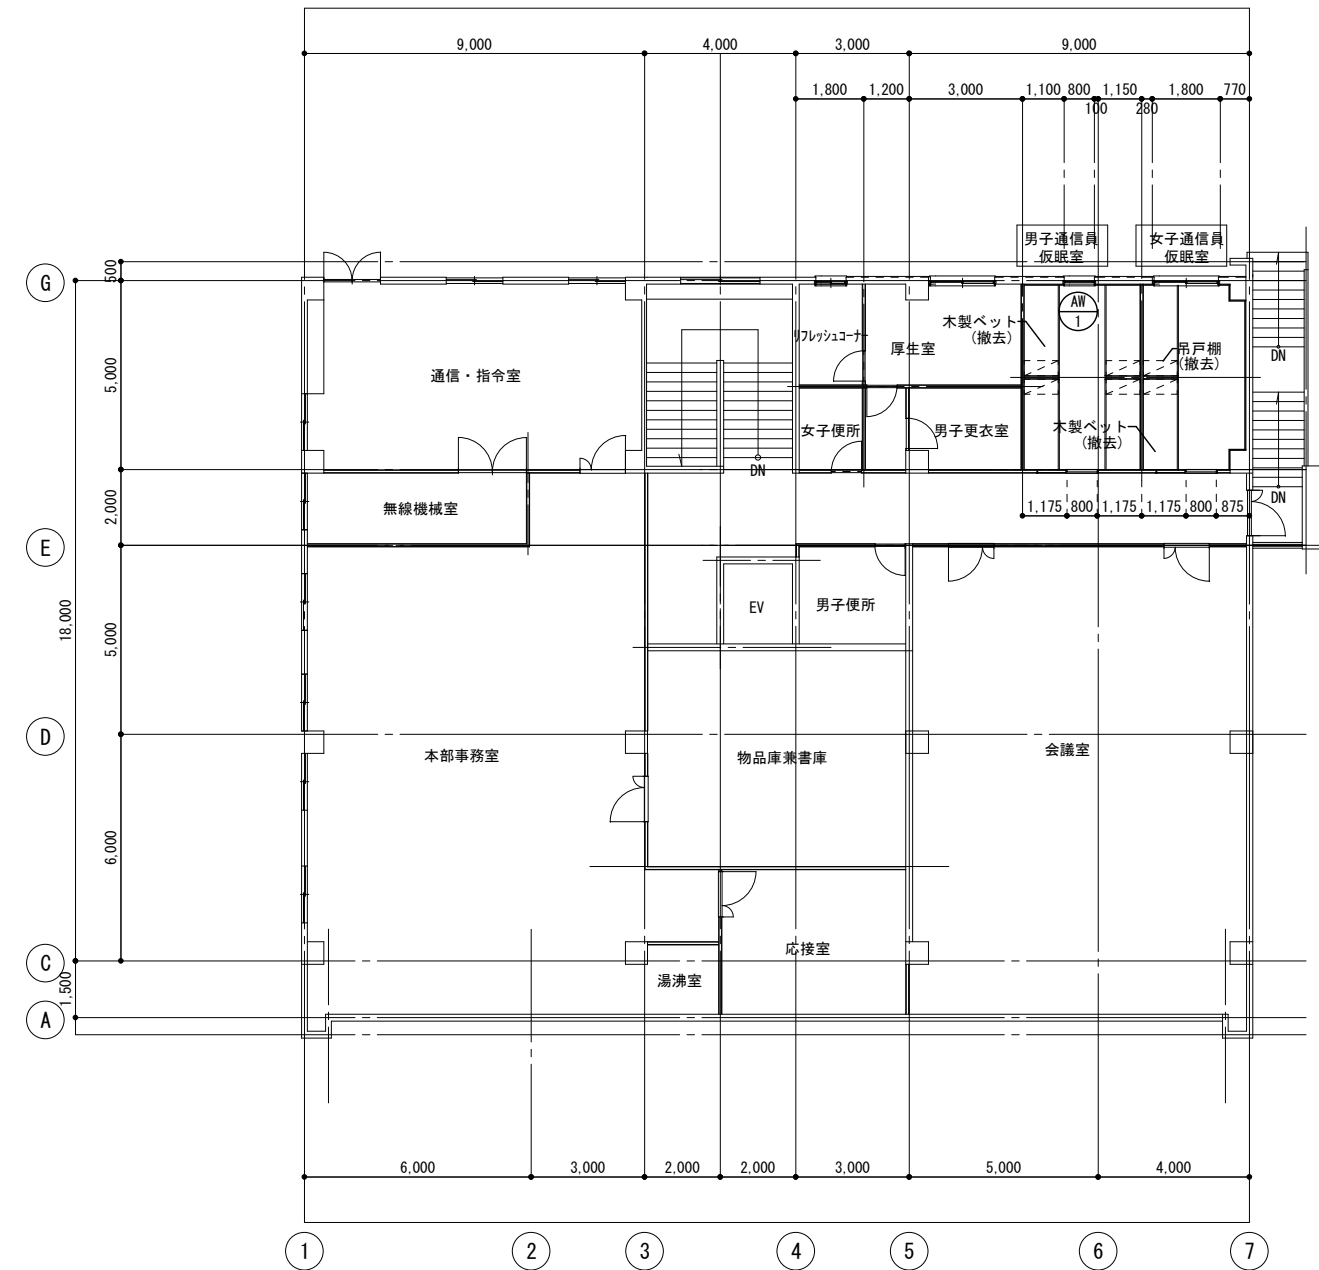 9,000
4,000
3,000
9,000
1,800
1,200
3,000
1,100
800
1,150
1,800
770
100
280
男子通信員
仮眠室
女子通信員
仮眠室
500
G
AW
1
木製ベット
(撤去)
リフレッシュコーナー
厚生室
吊戸棚
(撤去)
DN
5,000
通信・指令室
女子便所
男子更衣室
木製ベット
(撤去)
DN
DN
2,000
無線機械室
1,175
800
1,175
1,175
800
875
E
18,000
5,000
EV
男子便所
D
本部事務室
物品庫兼書庫
会議室
6,000
応接室
C
1,500
湯沸室
A
6,000
3,000
2,000
2,000
3,000
5,000
4,000
1
2
3
4
5
6
7